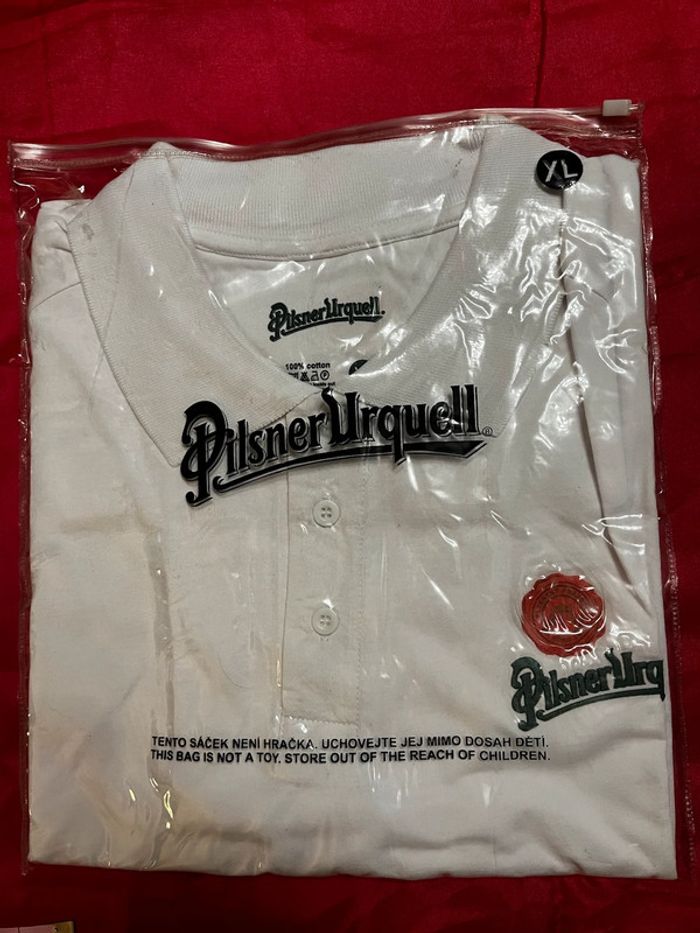 XL
Pilsner Urquell
100% cotton
Pilsner Urquell®
Pilsner Urq
TENTO SÁČEK NENÍ HRAČKA. UCHOVEJTE JEJ MIMO DOSAH DĚTÍ.
THIS BAG IS NOT A TOY. STORE OUT OF THE REACH OF CHILDREN.